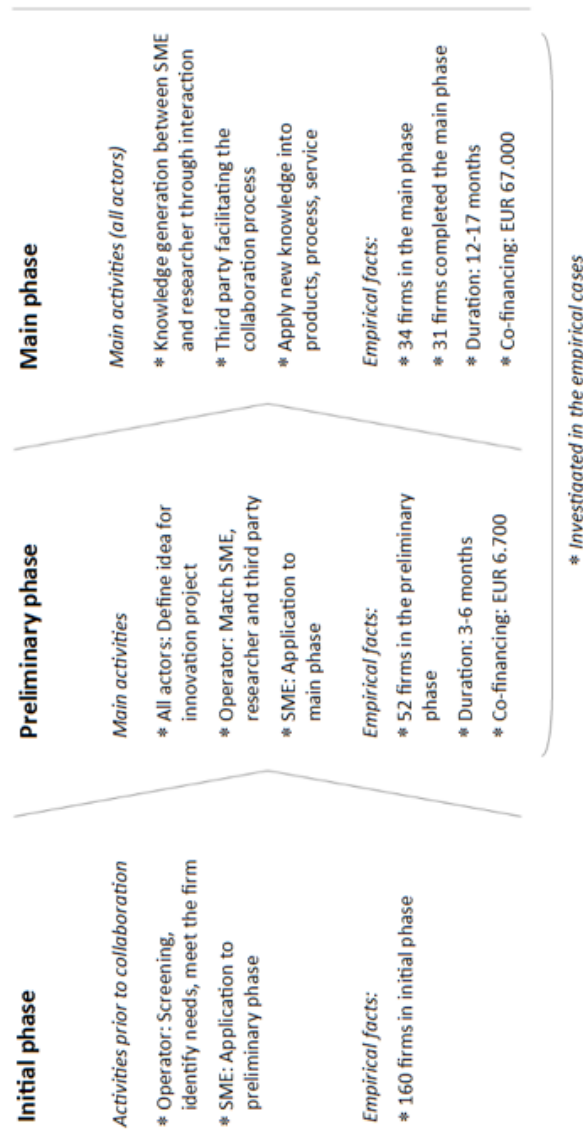 Initial phase
Activities prior to collaboration
* Operator: Screening,
identify needs, meet the firm
* SME: Application to
preliminary phase
Empirical facts:
* 160 firms in initial phase
Preliminary phase
Main activities
* All actors: Define idea for
innovation project
* Operator: Match SME,
researcher and third party
* SME: Application to
main phase
Empirical facts:
* 52 firms in the preliminary
phase
* Duration: 3-6 months
* Co-financing: EUR 6.700
Main phase
Main activities (all actors)
* Knowledge generation between SME
and researcher through interaction
* Third party facilitating the
collaboration process
* Apply new knowledge into
products, process, service
Empirical facts:
* 34 firms in the main phase
* 31 firms completed the main phase
* Duration: 12-17 months
* Co-financing: EUR 67.000
* Investigated in the empirical cases